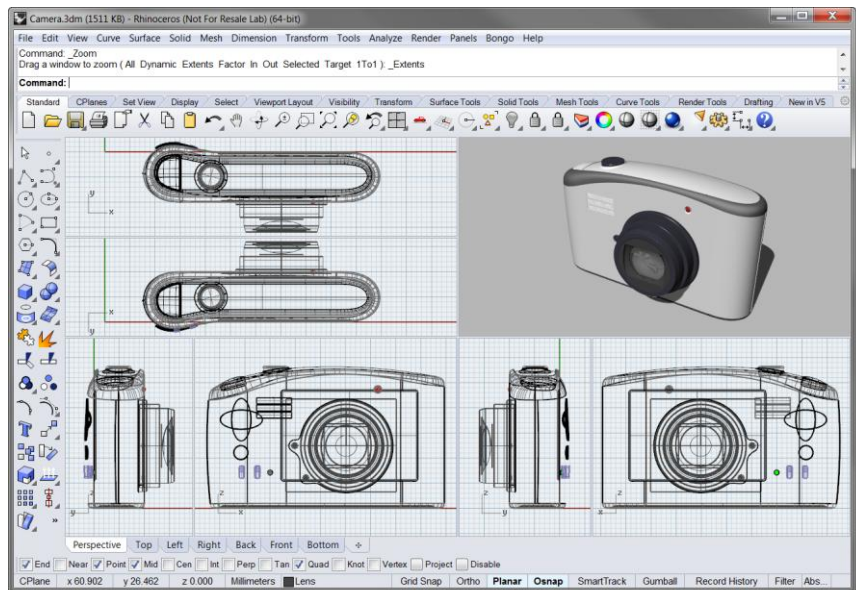 Camera.3dm (1511 KB) - Rhinoceros (Not For Resale Lab) (64-bit)
File Edit View Curve Surface Solid Mesh Dimension Transform Tools Analyze Render Panels Bongo Help
Command: _Zoom
Drag a window to zoom ( All Dynamic Extents Factor In Out Selected Target 1To1 ): _Extents
Command:
Standard CPlanes Set View Display Select Viewport Layout Visibility Transform Surface Tools Solid Tools Mesh Tools Curve Tools Render Tools Drafting New in V5
y
x
x
y
z
y
z
x
z
y
z
x
Perspective Top Left Right Back Front Bottom
End Near Point Mid Cen Int Perp Tan Quad Knot Vertex Project Disable
CPlane x 60.902 y 26.462 z 0.000 Millimeters Lens Grid Snap Ortho Planar Osnap SmartTrack Gumball Record History Filter Abs...